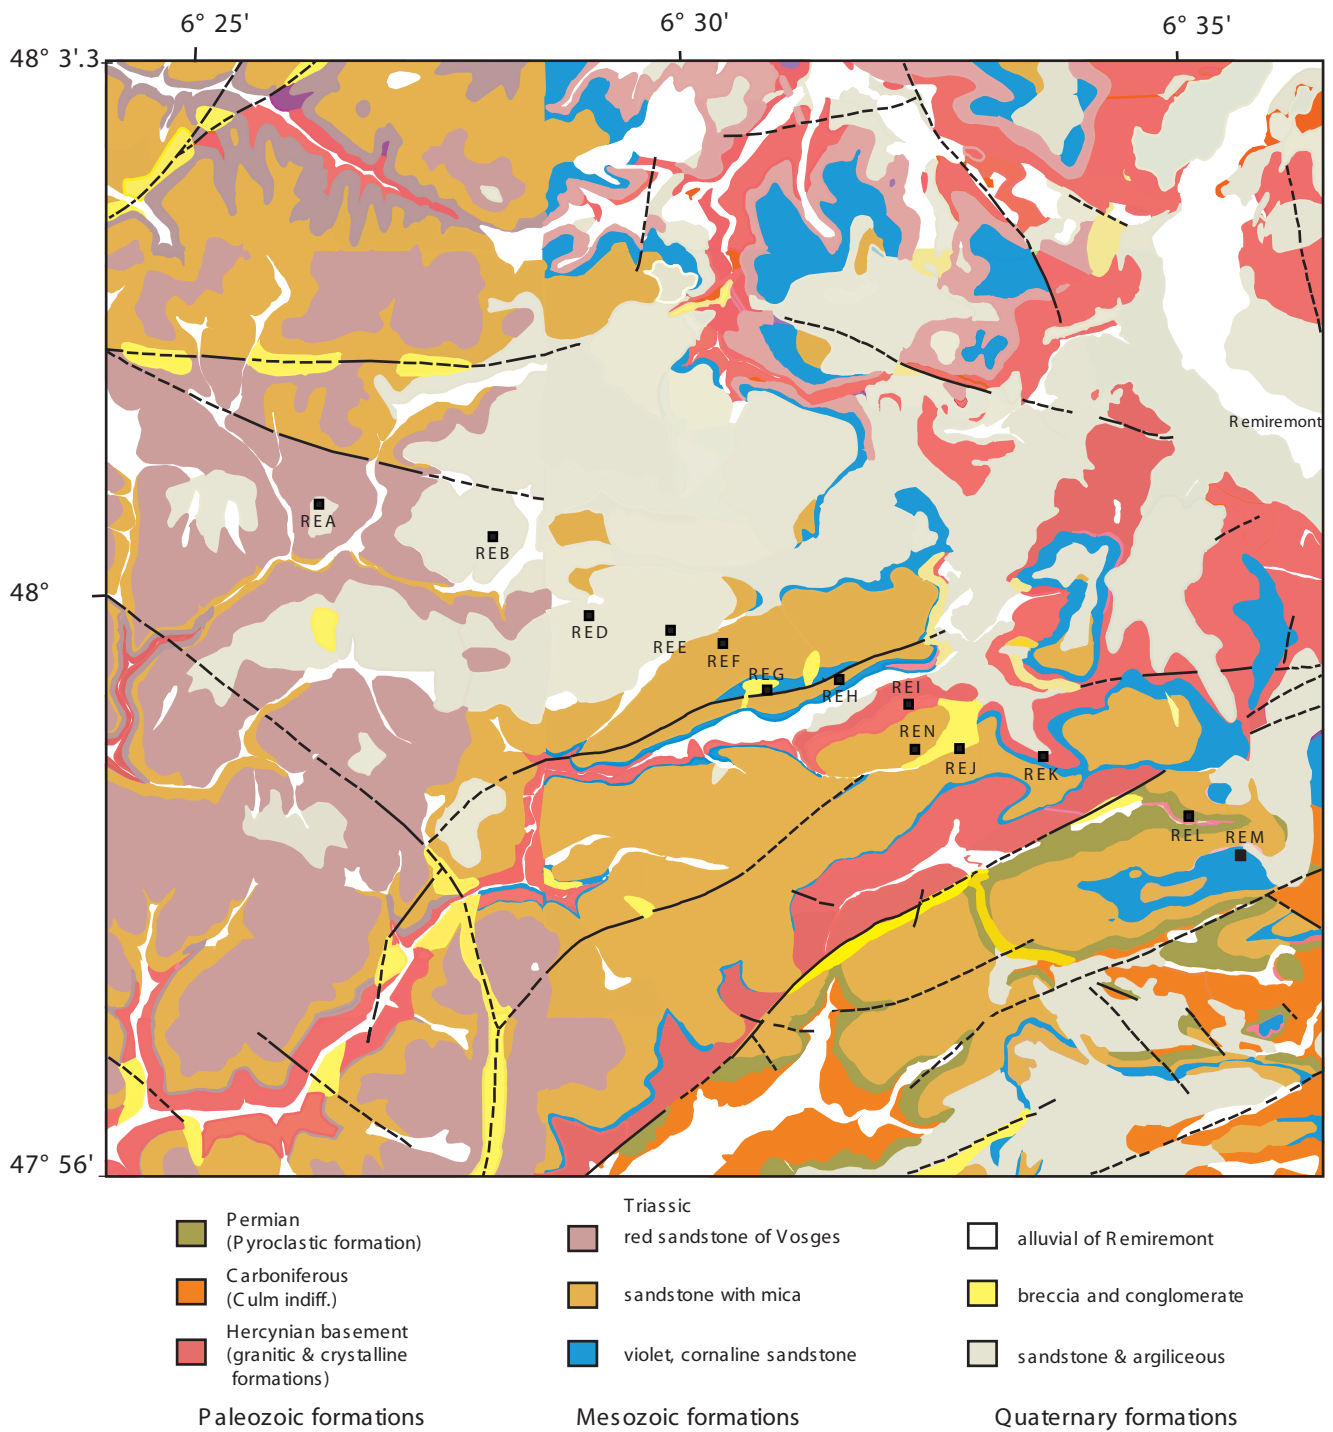 6° 25'
6° 30'
6° 35'
48° 3'.3
Remiremont
REA
REB
48°
RED
REE
REF
REG
REH
REI
REN
REJ
REK
REL
REM
47° 56'
Permian
(Pyroclastic formation)
Carboniferous
(Culm indiff.)
Hercynian basement
(granitic & crystalline
formations)
Paleozoic formations
Triassic
red sandstone of Vosges
sandstone with mica
violet, cornaline sandstone
Mesozoic formations
alluvial of Remiremont
breccia and conglomerate
sandstone & argiliceous
Quaternary formations